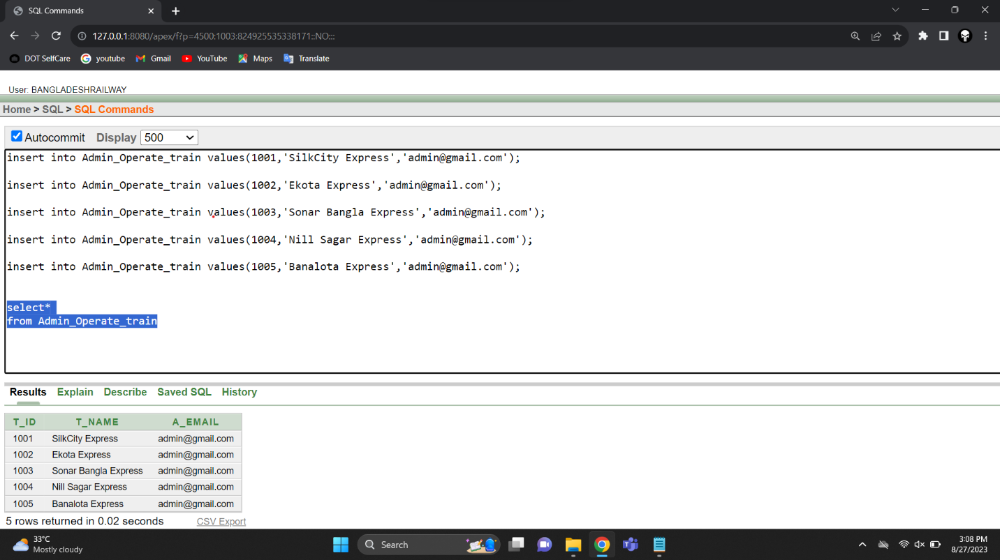 SQL Commands
127.0.0.1:8080/apex/f?p=4500:1003:824925535338171::NO:::
DOT SelfCare youtube Gmail YouTube Maps Translate
User: BANGLADESHRAILWAY
Home > SQL > SQL Commands
Autocommit Display 500
insert into Admin_Operate_train values(1001,'SilkCity Express','admin@gmail.com');
insert into Admin_Operate_train values(1002,'Ekota Express','admin@gmail.com');
insert into Admin_Operate_train values(1003,'Sonar Bangla Express','admin@gmail.com');
insert into Admin_Operate_train values(1004,'Nill Sagar Express','admin@gmail.com');
insert into Admin_Operate_train values(1005,'Banalota Express','admin@gmail.com');
select*
from Admin_Operate_train
Results Explain Describe Saved SQL History
T_ID T_NAME A_EMAIL
1001 SilkCity Express admin@gmail.com
1002 Ekota Express admin@gmail.com
1003 Sonar Bangla Express admin@gmail.com
1004 Nill Sagar Express admin@gmail.com
1005 Banalota Express admin@gmail.com
5 rows returned in 0.02 seconds CSV Export
33°C
Mostly cloudy
Search
3:08 PM
8/27/2023